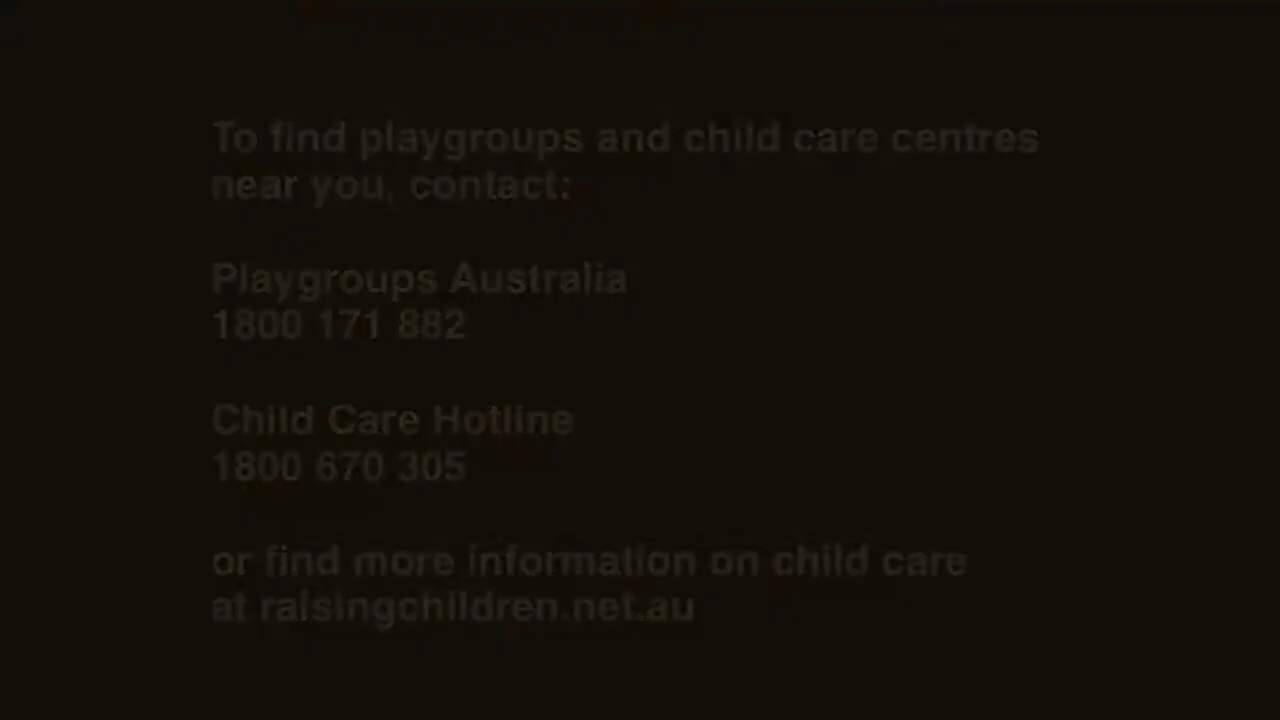 To find playgroups and child care centres
near you, contact:
Playgroups Australia
1800 171 882
Child Care Hotline
1800 670 305
or find more information on child care
at raisingchildren.net.au